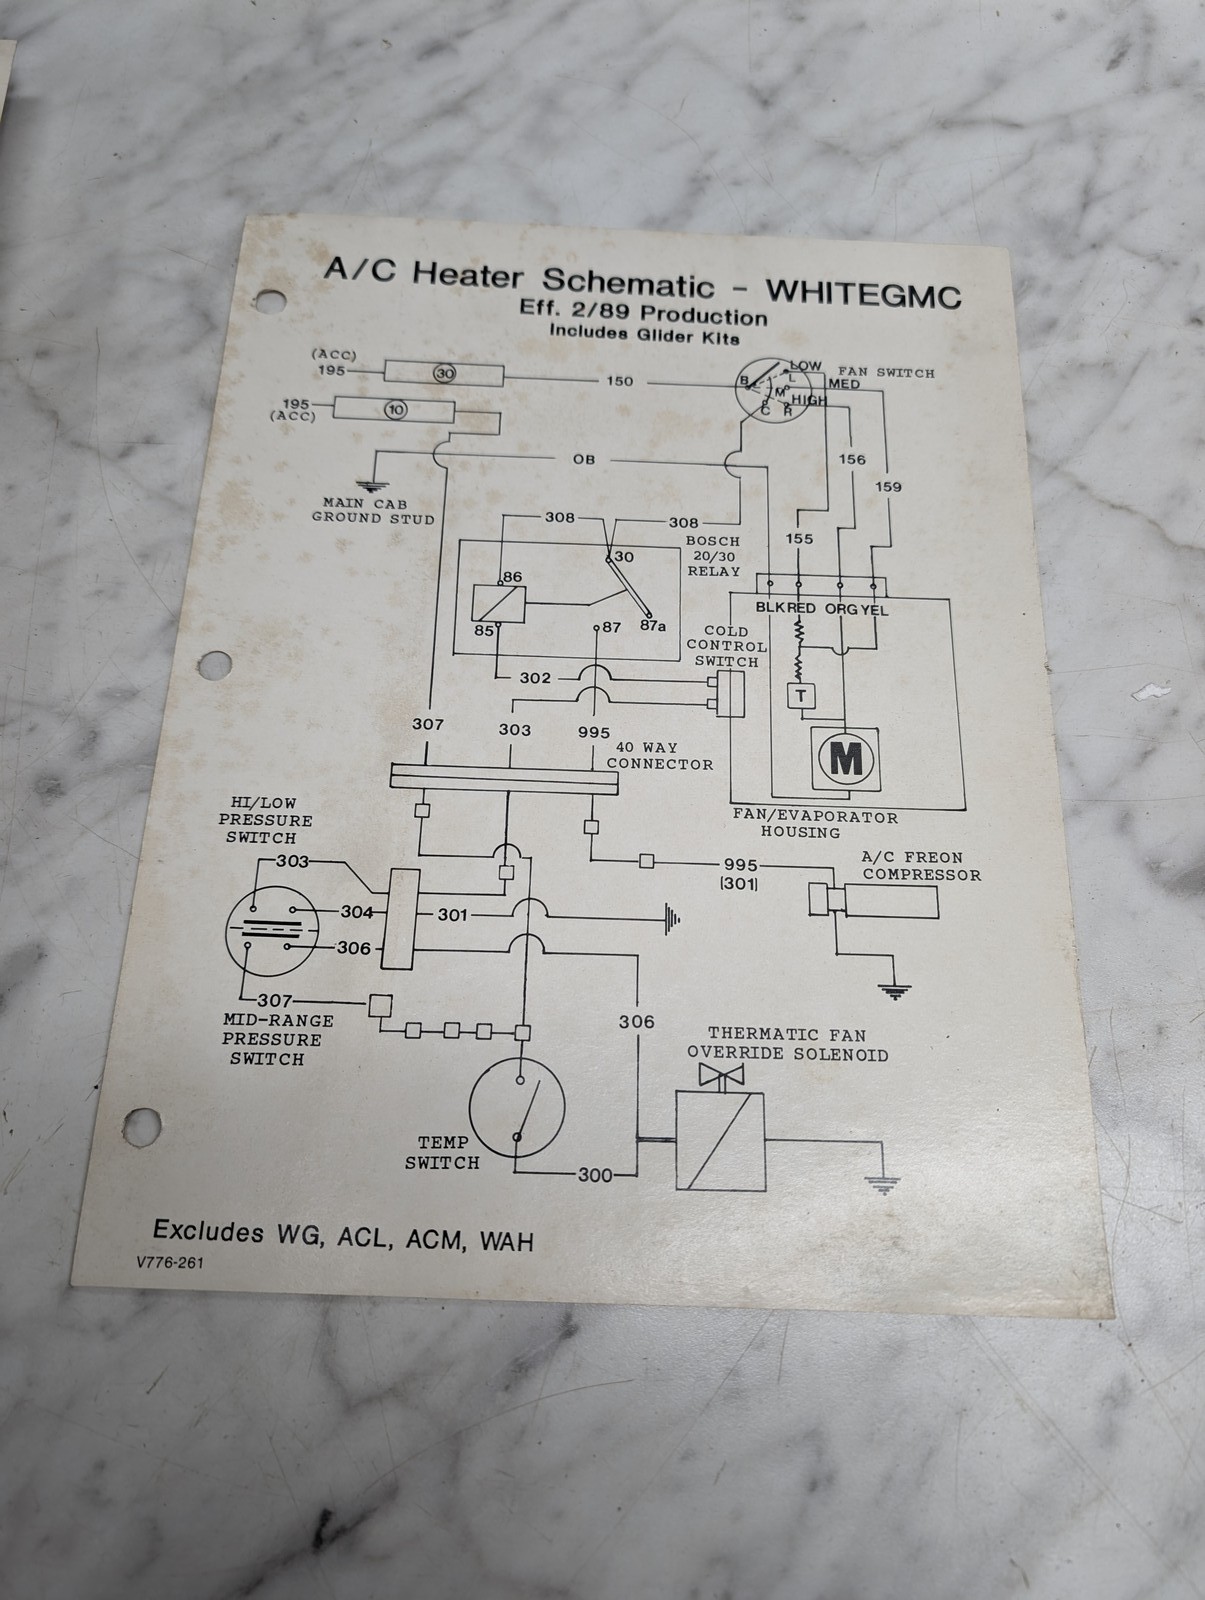 A/C Heater Schematic - WHITEGMC
Eff. 2/89 Production
Includes Glider Kits
(ACC)
195
30
150
195
(ACC)
10
B
LOW
L
M
HIGH
C
R
FAN SWITCH
MED
OB
156
159
MAIN CAB
GROUND STUD
308
308
BOSCH
20/30
RELAY
155
30
86
85
87
87a
BLK RED ORG YEL
COLD
CONTROL
SWITCH
302
T
307
303
995
40 WAY
CONNECTOR
M
FAN/EVAPORATOR
HOUSING
HI/LOW
PRESSURE
SWITCH
303
304
301
306
307
995
(301)
A/C FREON
COMPRESSOR
MID-RANGE
PRESSURE
SWITCH
306
THERMATIC FAN
OVERRIDE SOLENOID
TEMP
SWITCH
300
Excludes WG, ACL, ACM, WAH
V776-261